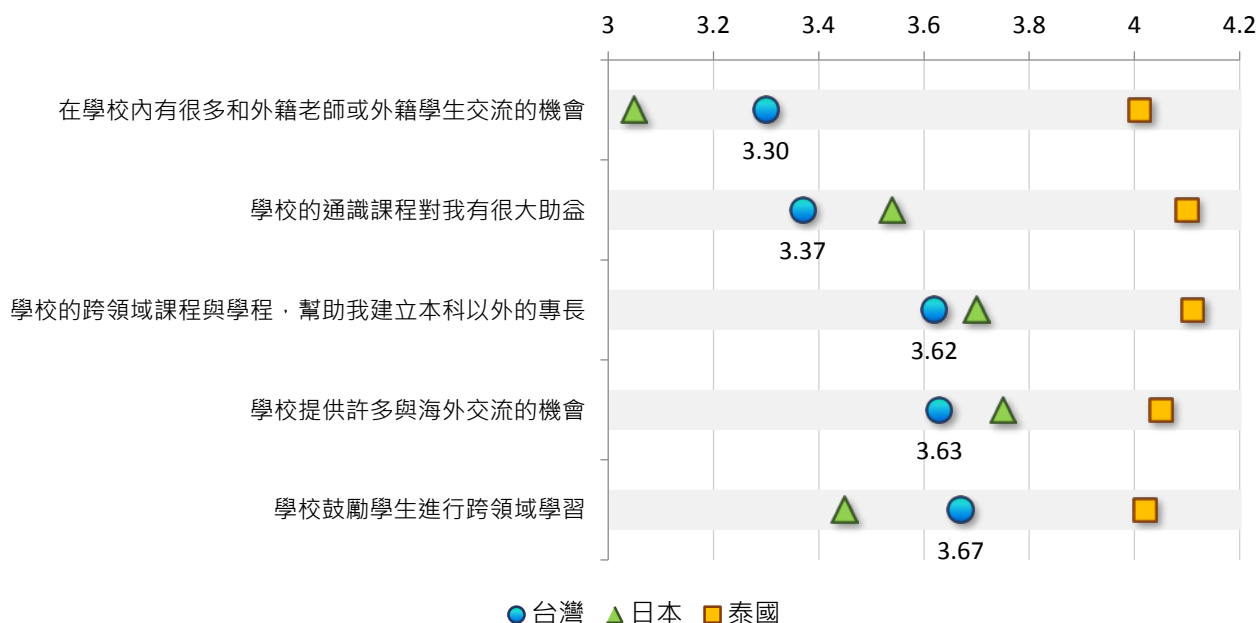 3 3.2 3.4 3.6 3.8 4 4.2
在學校內有很多和外籍老師或外籍學生交流的機會
3.30
學校的通識課程對我有很大助益
3.37
學校的跨領域課程與學程，幫助我建立本科以外的專長
3.62
學校提供許多與海外交流的機會
3.63
學校鼓勵學生進行跨領域學習
3.67
台灣 日本 泰國